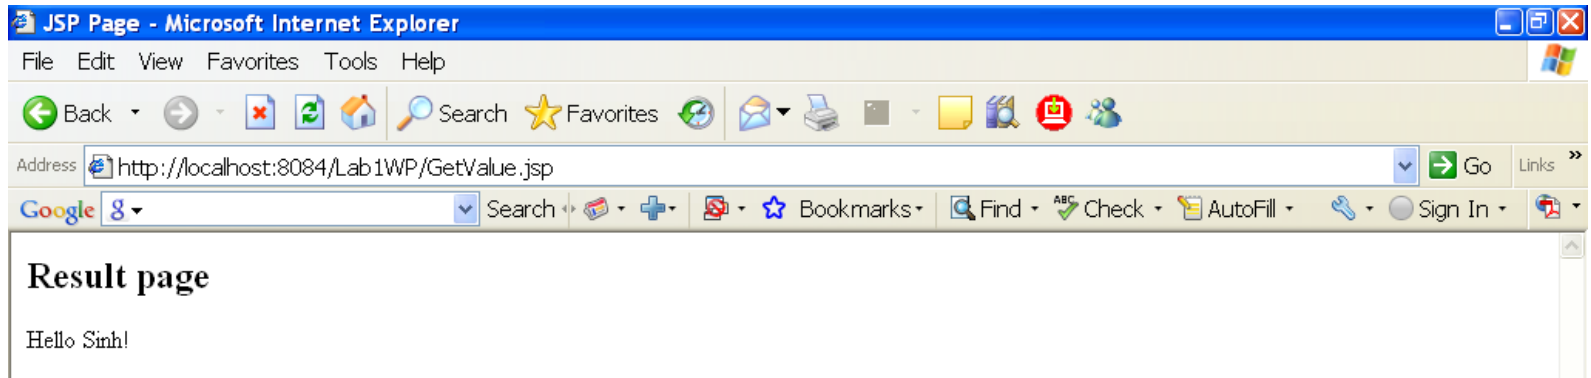 JSP Page - Microsoft Internet Explorer
File Edit View Favorites Tools Help
Back Search Favorites
Address http://localhost:8084/Lab1WP/GetValue.jsp Go Links »
Google g Search Bookmarks Find ABC Check AutoFill Sign In
Result page
Hello Sinh!